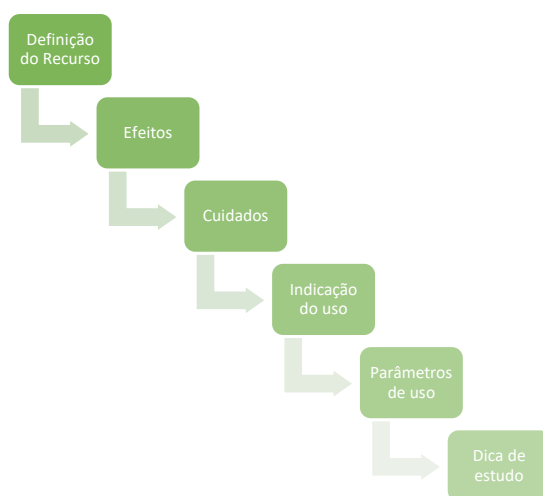 Definição
do Recurso
Efeitos
Cuidados
Indicação
do uso
Parâmetros
de uso
Dica de
estudo